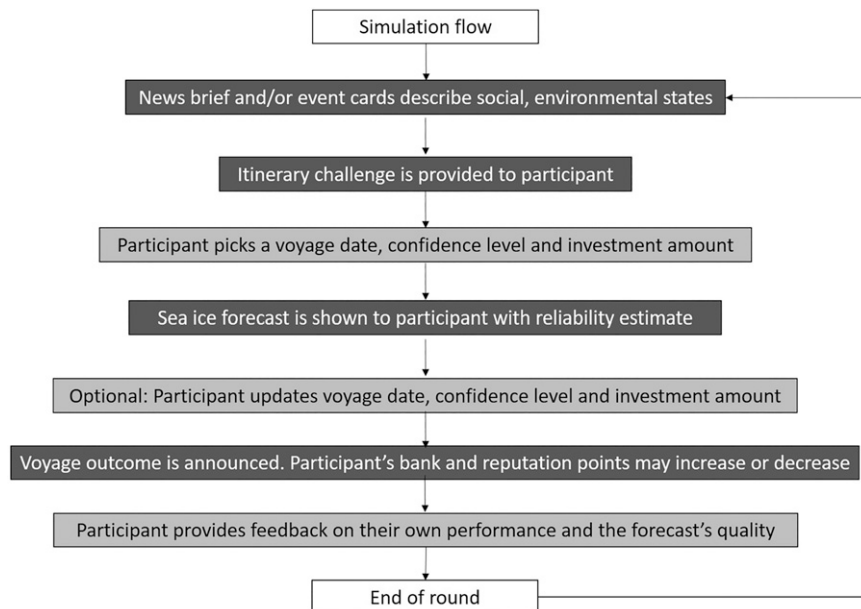 Simulation flow
News brief and/or event cards describe social, environmental states
Itinerary challenge is provided to participant
Participant picks a voyage date, confidence level and investment amount
Sea ice forecast is shown to participant with reliability estimate
Optional: Participant updates voyage date, confidence level and investment amount
Voyage outcome is announced. Participant’s bank and reputation points may increase or decrease
Participant provides feedback on their own performance and the forecast’s quality
End of round